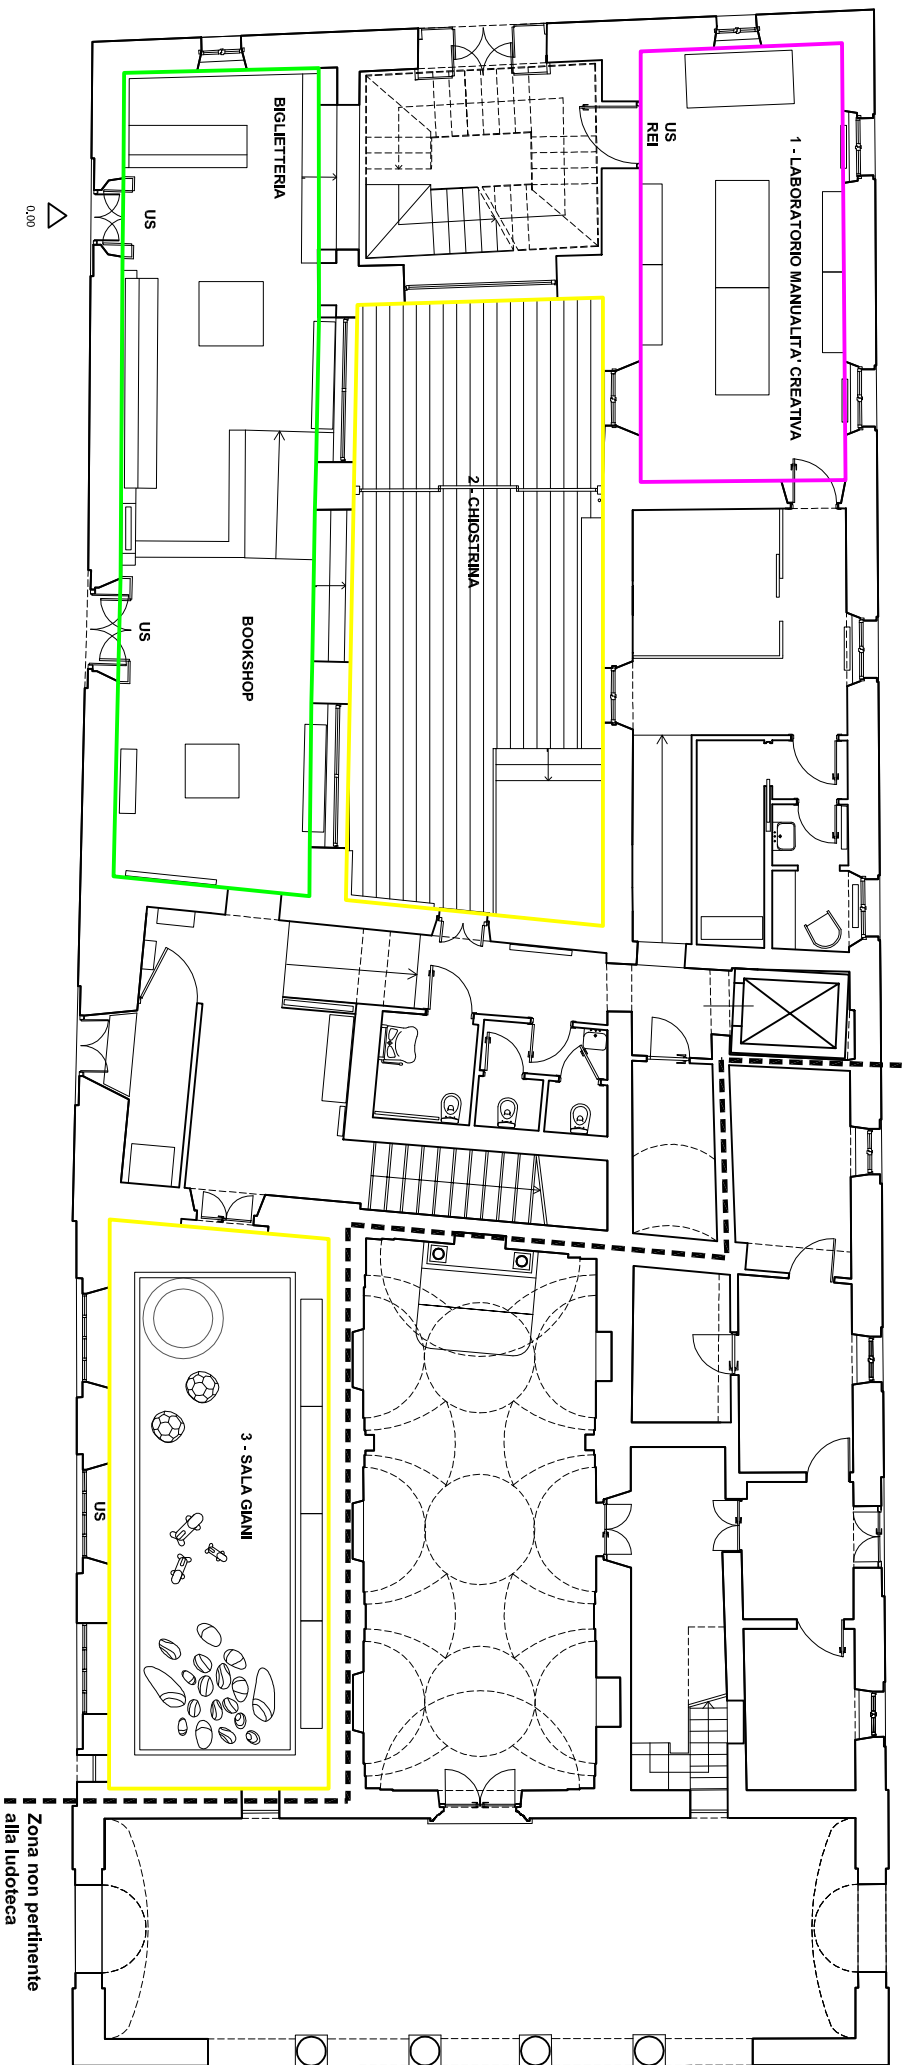 1 - LABORATORIO MANUALITA' CREATIVA
US
REI
2 - CHIOSTRINA
BIGLIETTERIA
US
0.00
BOOKSHOP
US
3 - SALA GIANI
US
Zona non pertinente
alla ludoteca